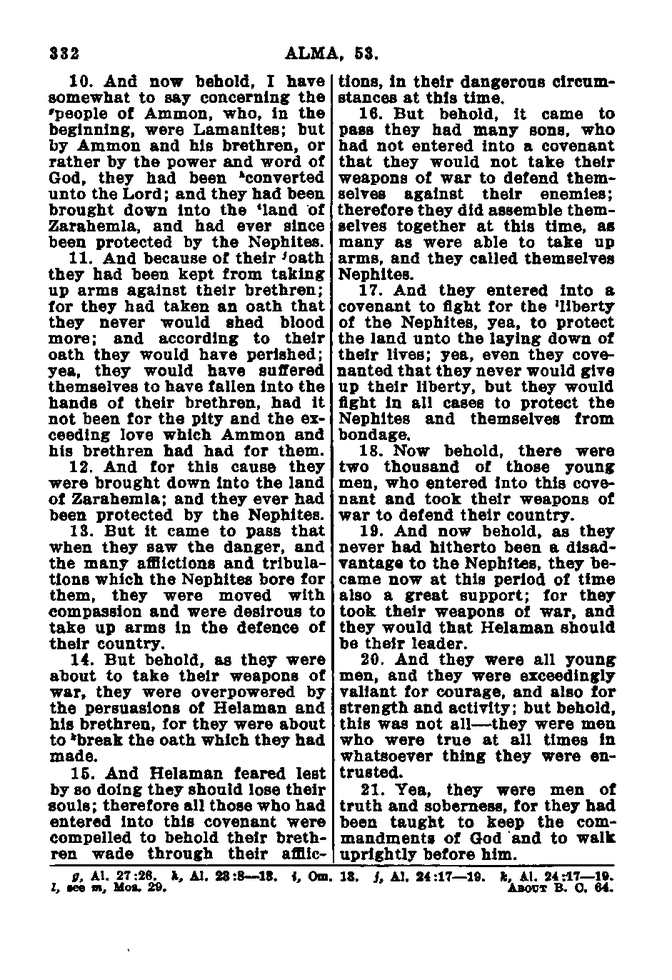 332
ALMA, 53.
10. And now behold, I have
somewhat to say concerning the
gpeople of Ammon, who, in the
beginning, were Lamanites; but
by Ammon and his brethren, or
rather by the power and word of
God, they had been hconverted
unto the Lord; and they had been
brought down into the iland of
Zarahemla, and had ever since
been protected by the Nephites.
11. And because of their joath
they had been kept from taking
up arms against their brethren;
for they had taken an oath that
they never would shed blood
more; and according to their
oath they would have perished;
yea, they would have suffered
themselves to have fallen into the
hands of their brethren, had it
not been for the pity and the ex-
ceeding love which Ammon and
his brethren had had for them.
12. And for this cause they
were brought down into the land
of Zarahemla; and they ever had
been protected by the Nephites.
13. But it came to pass that
when they saw the danger, and
the many afflictions and tribula-
tions which the Nephites bore for
them, they were moved with
compassion and were desirous to
take up arms in the defence of
their country.
14. But behold, as they were
about to take their weapons of
war, they were overpowered by
the persuasions of Helaman and
his brethren, for they were about
to kbreak the oath which they had
made.
15. And Helaman feared lest
by so doing they should lose their
souls; therefore all those who had
entered into this covenant were
compelled to behold their breth-
ren wade through their afflic-
tions, in their dangerous circum-
stances at this time.
16. But behold, it came to
pass they had many sons, who
had not entered into a covenant
that they would not take their
weapons of war to defend them-
selves against their enemies;
therefore they did assemble them-
selves together at this time, as
many as were able to take up
arms, and they called themselves
Nephites.
17. And they entered into a
covenant to fight for the lliberty
of the Nephites, yea, to protect
the land unto the laying down of
their lives; yea, even they cove-
nanted that they never would give
up their liberty, but they would
fight in all cases to protect the
Nephites and themselves from
bondage.
18. Now behold, there were
two thousand of those young
men, who entered into this cove-
nant and took their weapons of
war to defend their country.
19. And now behold, as they
never had hitherto been a disad-
vantage to the Nephites, they be-
came now at this period of time
also a great support; for they
took their weapons of war, and
they would that Helaman should
be their leader.
20. And they were all young
men, and they were exceedingly
valiant for courage, and also for
strength and activity; but behold,
this was not all—they were men
who were true at all times in
whatsoever thing they were en-
trusted.
21. Yea, they were men of
truth and soberness, for they had
been taught to keep the com-
mandments of God and to walk
uprightly before him.
g, Al. 27:26. h, Al. 23:8—13. i, Om. 13. j, Al. 24:17—19. k, Al. 24:17—19.
l, see m, Mos. 29. ABOUT B. C. 64.